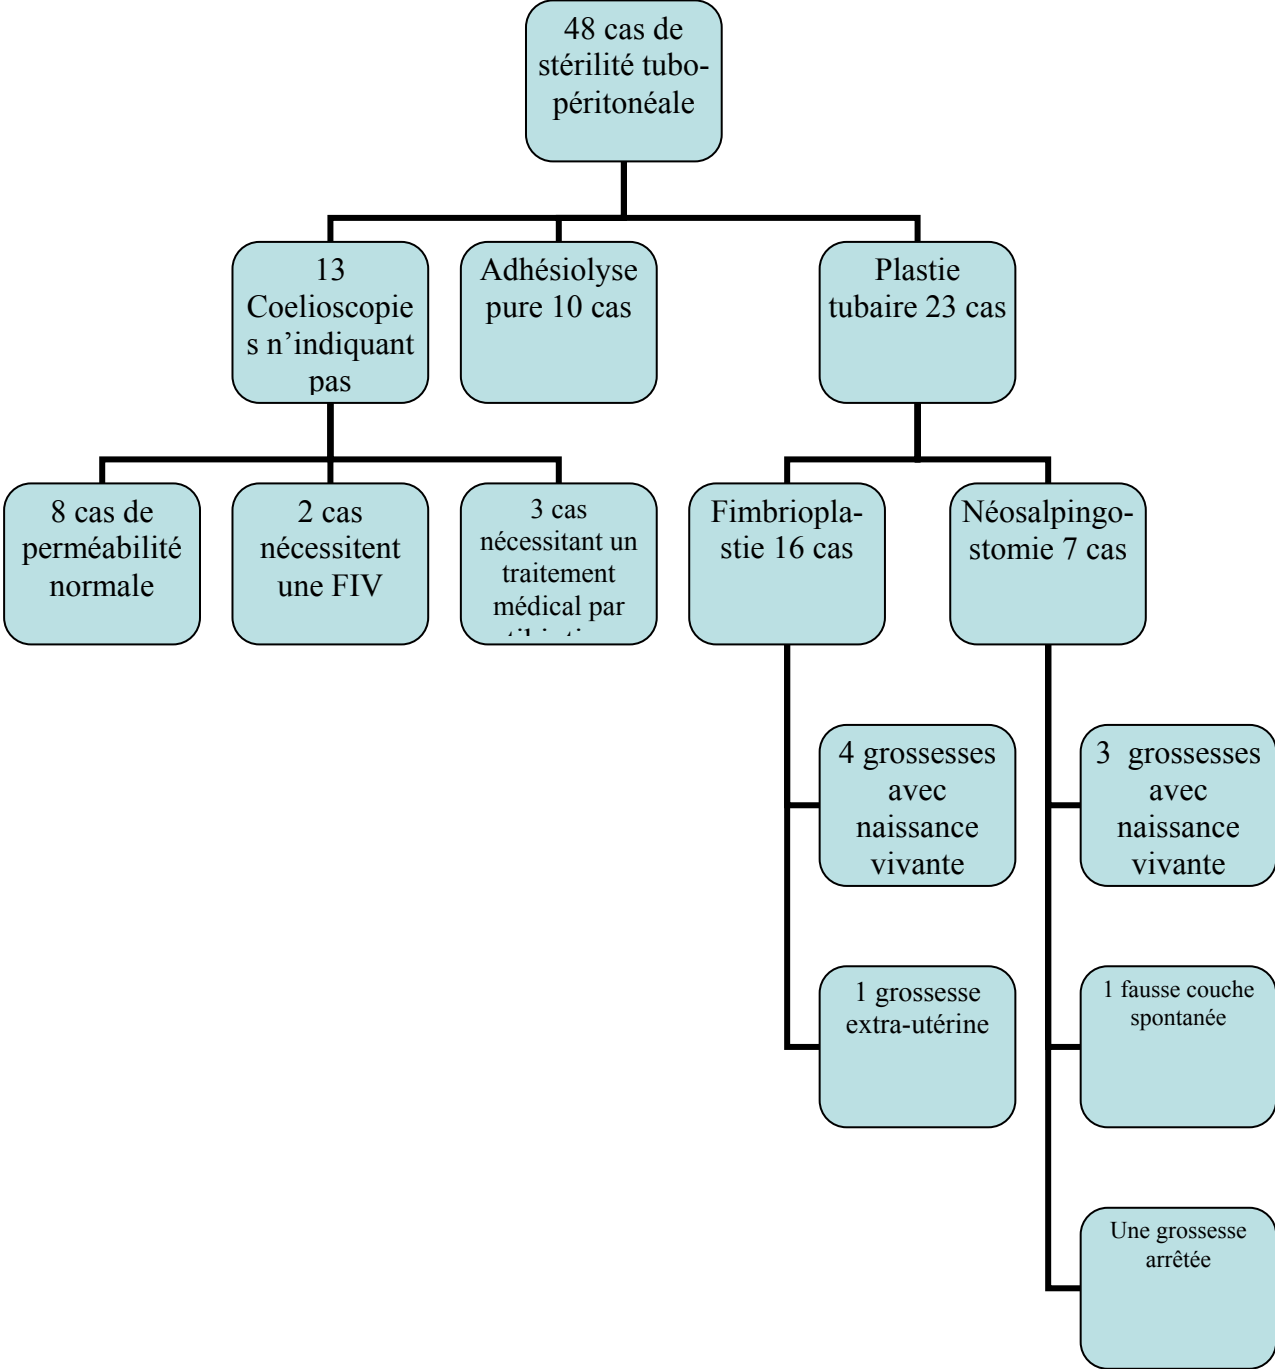 48 cas de
stérilité tubo-
péritonéale
13
Coelioscopie
s n’indiquant
pas
Adhésiolyse
pure 10 cas
Plastie
tubaire 23 cas
8 cas de
perméabilité
normale
2 cas
nécessitent
une FIV
3 cas
nécessitant un
traitement
médical par
Fimbriopla-
stie 16 cas
Néosalpingo-
stomie 7 cas
4 grossesses
avec
naissance
vivante
3 grossesses
avec
naissance
vivante
1 grossesse
extra-utérine
1 fausse couche
spontanée
Une grossesse
arrêtée